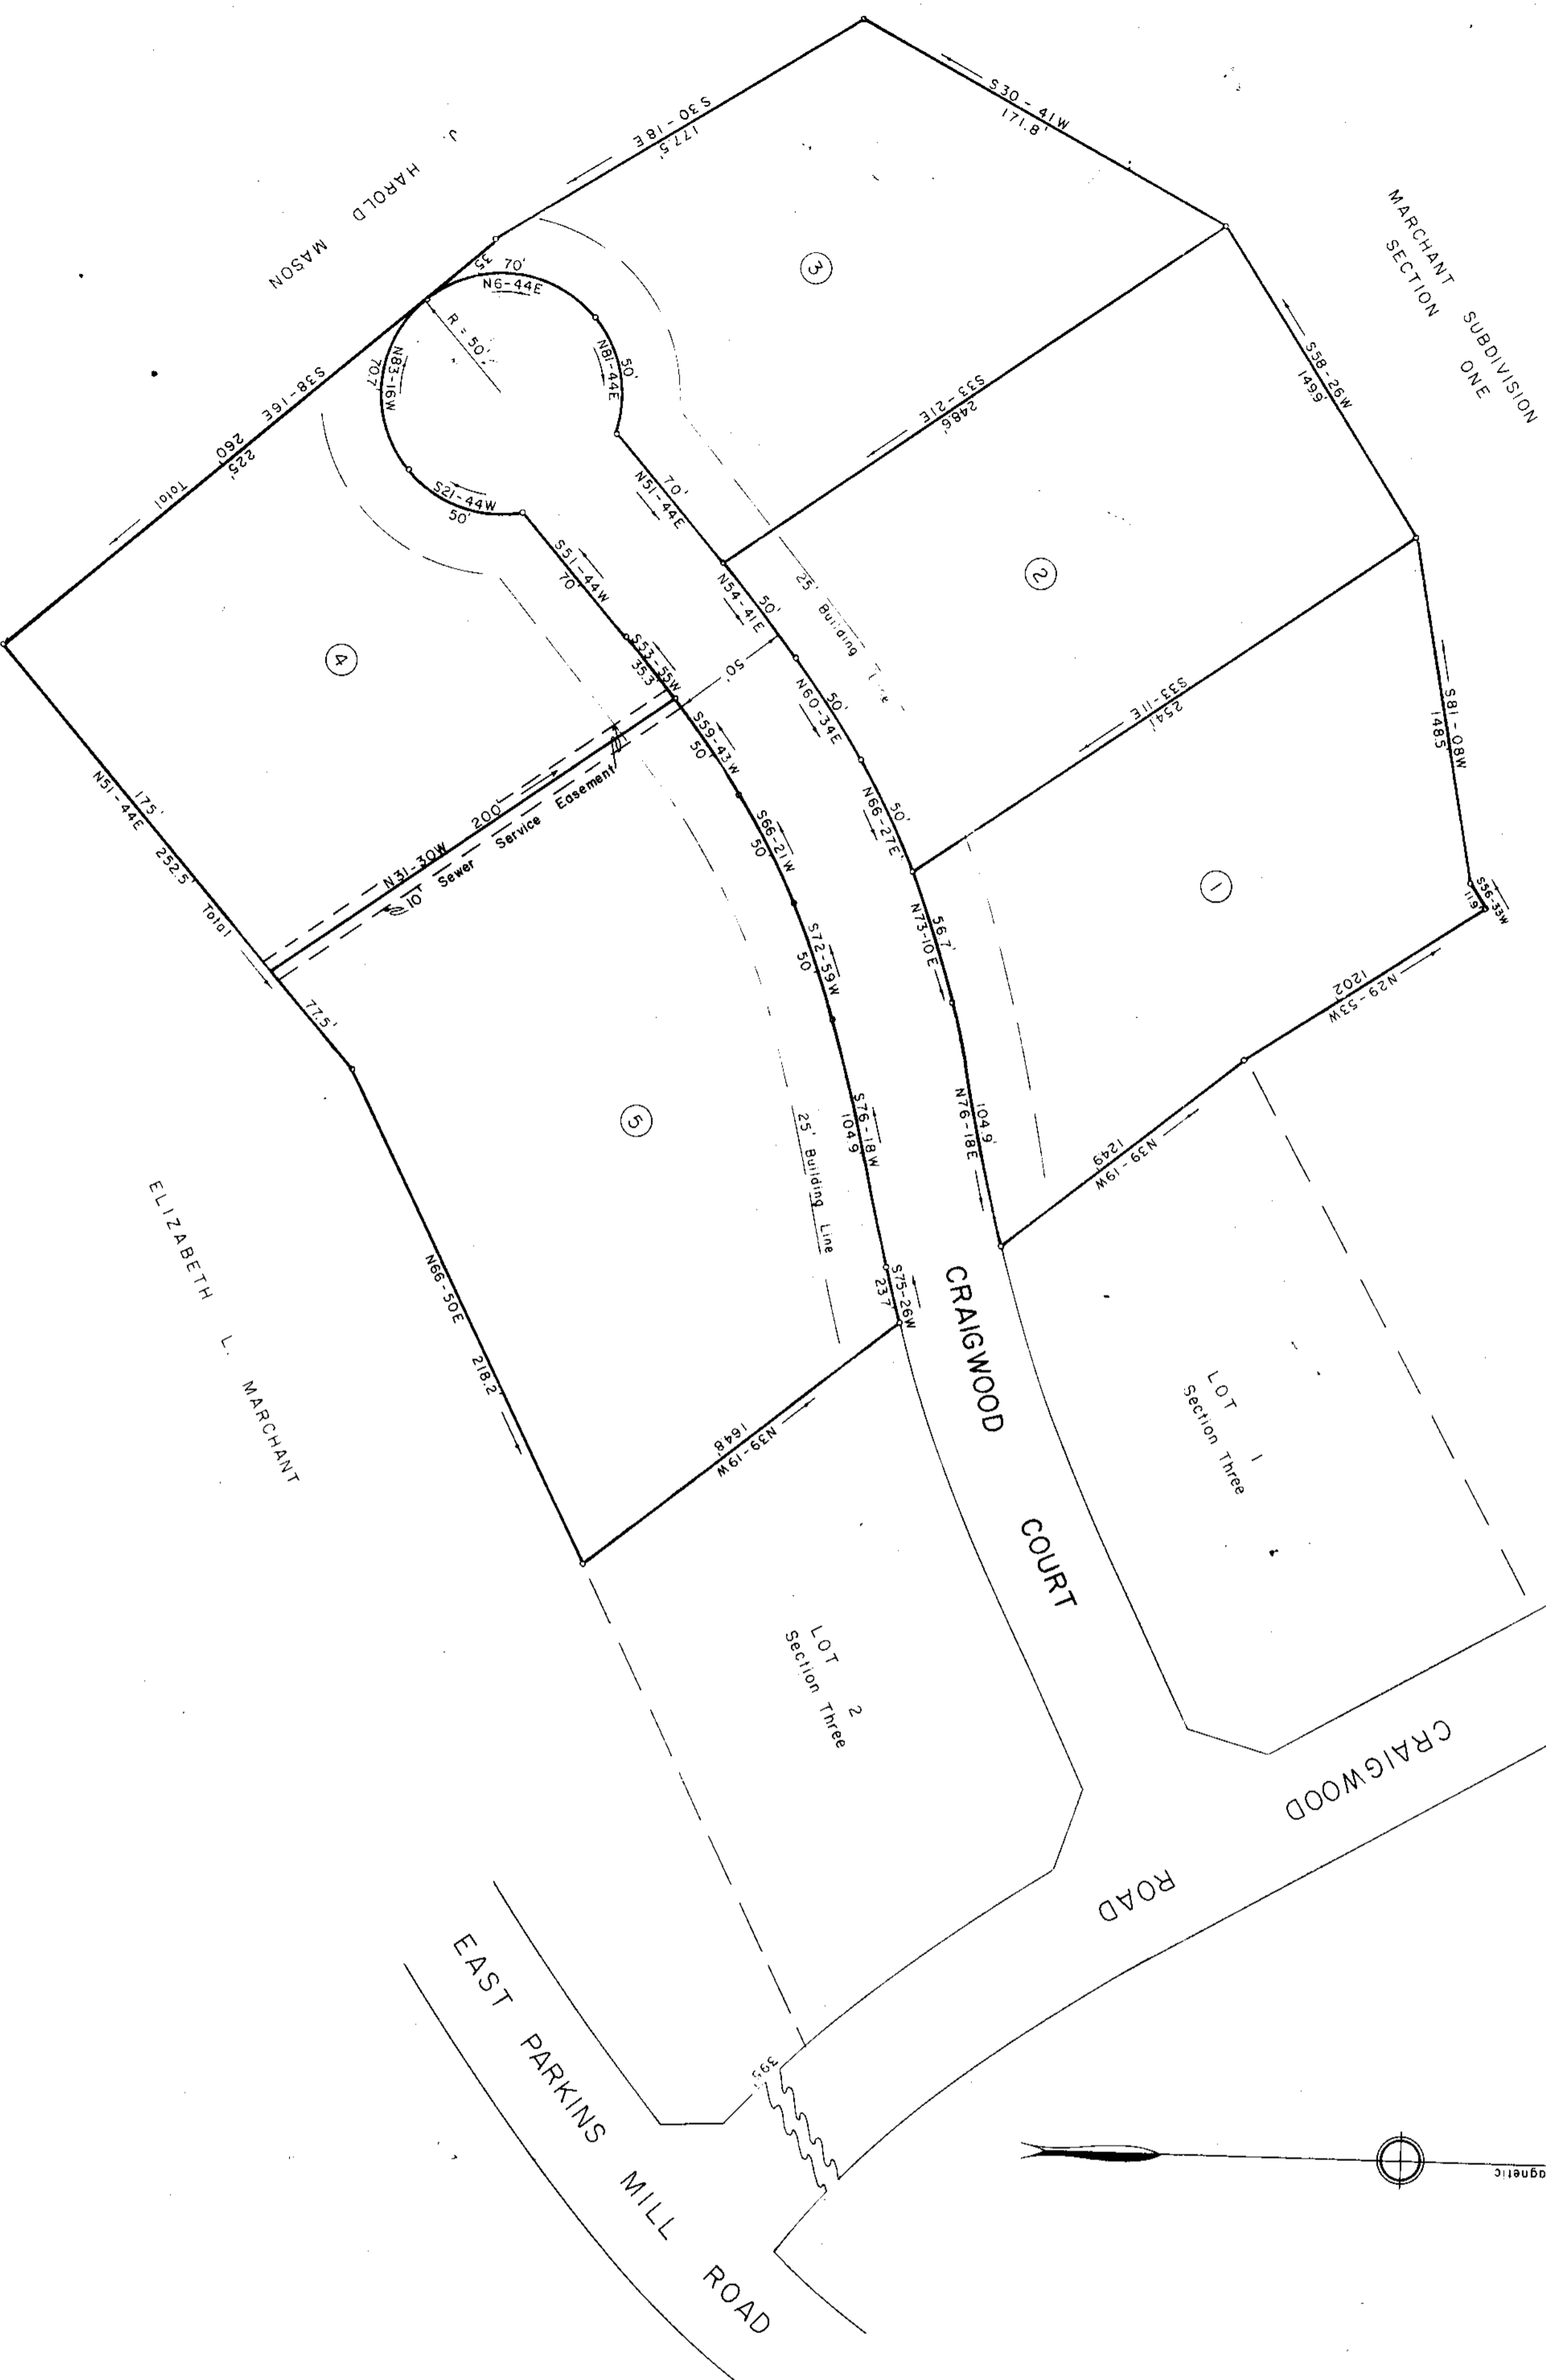 MARCHANT SUBDIVISION
SECTION ONE
S30-41W
171.8'
S30-18E
177.5'
J. HAROLD MASON
S58-26W
149.9'
3
S33-21E
248.6'
35'
70'
N6-44E
R = 50'
N81-44E
50'
N83-16W
70.7'
S21-44W
50'
S38-16E
225'
260'
Total
N51-44E
70'
S51-44W
70'
2
N54-41E
50'
25' Building Line
50'
N60-34E
50'
N66-27E
50'
S33-11E
254.1'
S81-08W
148.5'
S56-33W
11.9'
1
N29-53W
120.2'
N39-19W
124.9'
N73-10E
56.7'
N76-18E
104.9'
4
S53-55W
35.3'
S59-43W
50'
S66-21W
50'
S72-59W
50'
S76-18W
104.9'
S75-26W
23.7'
N31-30W
200'
10' Sewer Service Easement
N51-44E
175'
252.5'
Total
77.5'
5
25' Building Line
N66-50E
218.2'
N39-19W
164.8'
ELIZABETH L. MARCHANT
CRAIGWOOD COURT
LOT 1
Section Three
LOT 2
Section Three
CRAIGWOOD ROAD
395'
EAST PARKINS MILL ROAD
agnetic